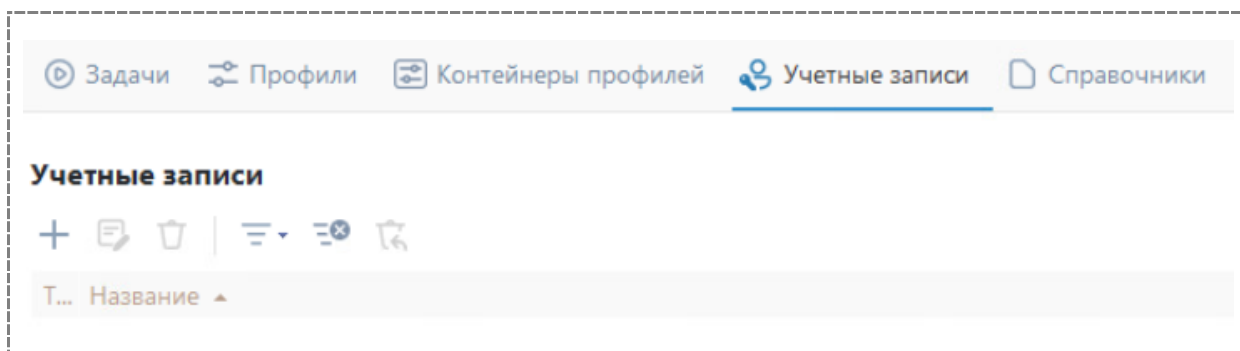 Задачи Профили Контейнеры профилей Учетные записи Справочники
Учетные записи
Т... Название